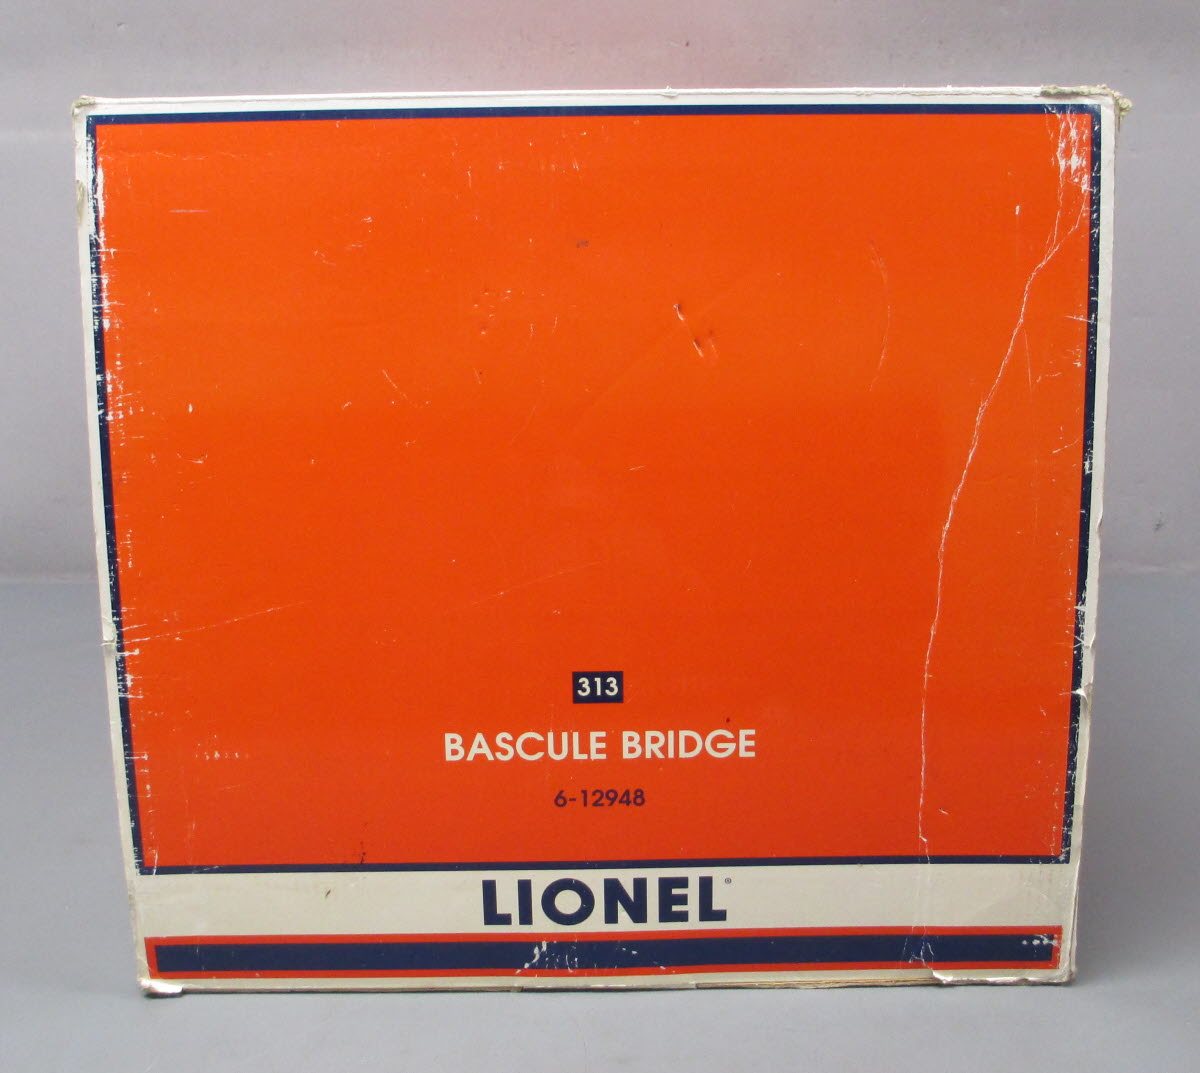 313
BASCULE BRIDGE
6-12948
LIONEL®